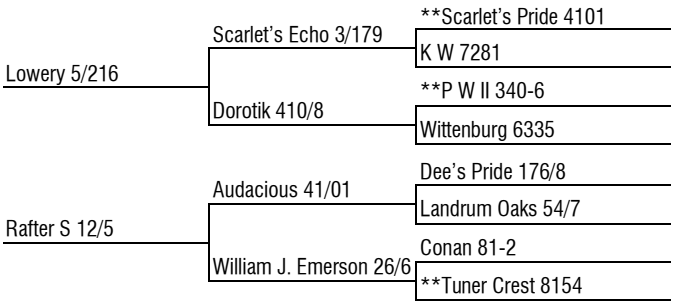 **Scarlet's Pride 4101
Scarlet's Echo 3/179
K W 7281
Lowery 5/216
**P W II 340-6
Dorotik 410/8
Wittenburg 6335
Dee's Pride 176/8
Audacious 41/01
Landrum Oaks 54/7
Rafter S 12/5
Conan 81-2
William J. Emerson 26/6
**Tuner Crest 8154